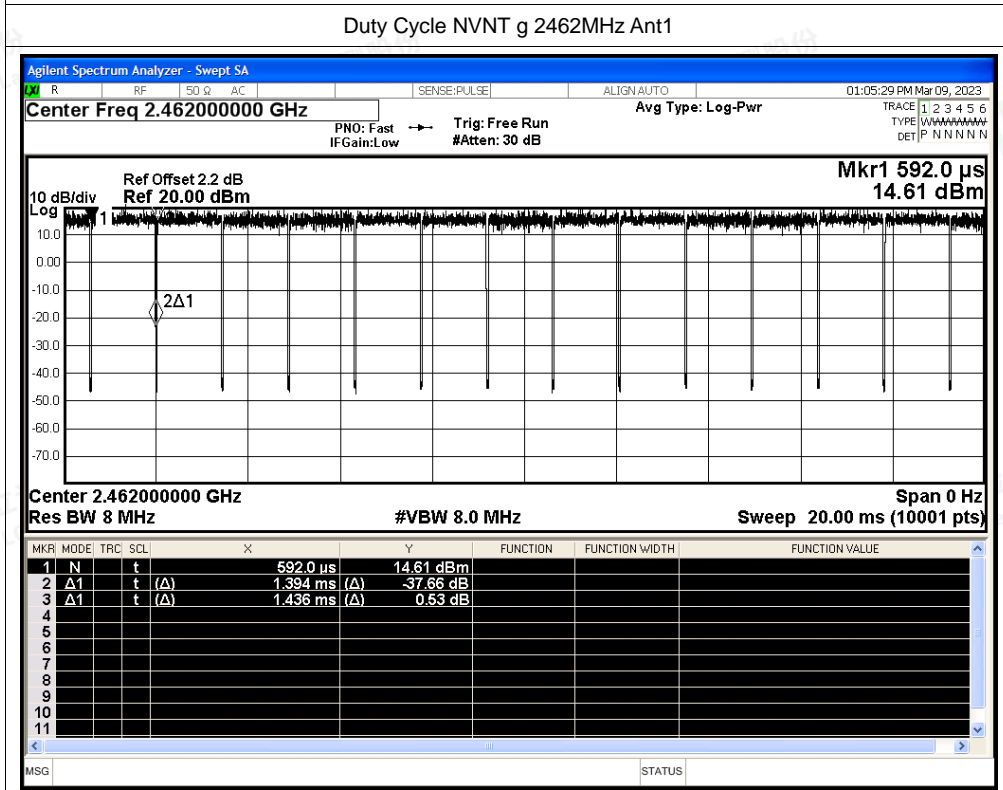 Duty Cycle NVNT g 2462MHz Ant1
Agilent Spectrum Analyzer - Swept SA
LXI R RF 50 Ω AC SENSE:PULSE ALIGN AUTO 01:05:29 PM Mar 09, 2023
Center Freq 2.462000000 GHz Avg Type: Log-Pwr TRACE 1 2 3 4 5 6
PNO: Fast Trig: Free Run TYPE WWWWWW
IFGain:Low #Atten: 30 dB DET P N N N N N
Mkr1 592.0 µs
Ref Offset 2.2 dB
10 dB/div Ref 20.00 dBm 14.61 dBm
Log
1
10.0
0.00
-10.0
2Δ1
-20.0
-30.0
-40.0
-50.0
-60.0
-70.0
Center 2.462000000 GHz Span 0 Hz
Res BW 8 MHz #VBW 8.0 MHz Sweep 20.00 ms (10001 pts)
MKR MODE TRC SCL X Y FUNCTION FUNCTION WIDTH FUNCTION VALUE
1 N t 592.0 µs 14.61 dBm
2 Δ1 t (Δ) 1.394 ms (Δ) -37.66 dB
3 Δ1 t (Δ) 1.436 ms (Δ) 0.53 dB
4
5
6
7
8
9
10
11
MSG STATUS